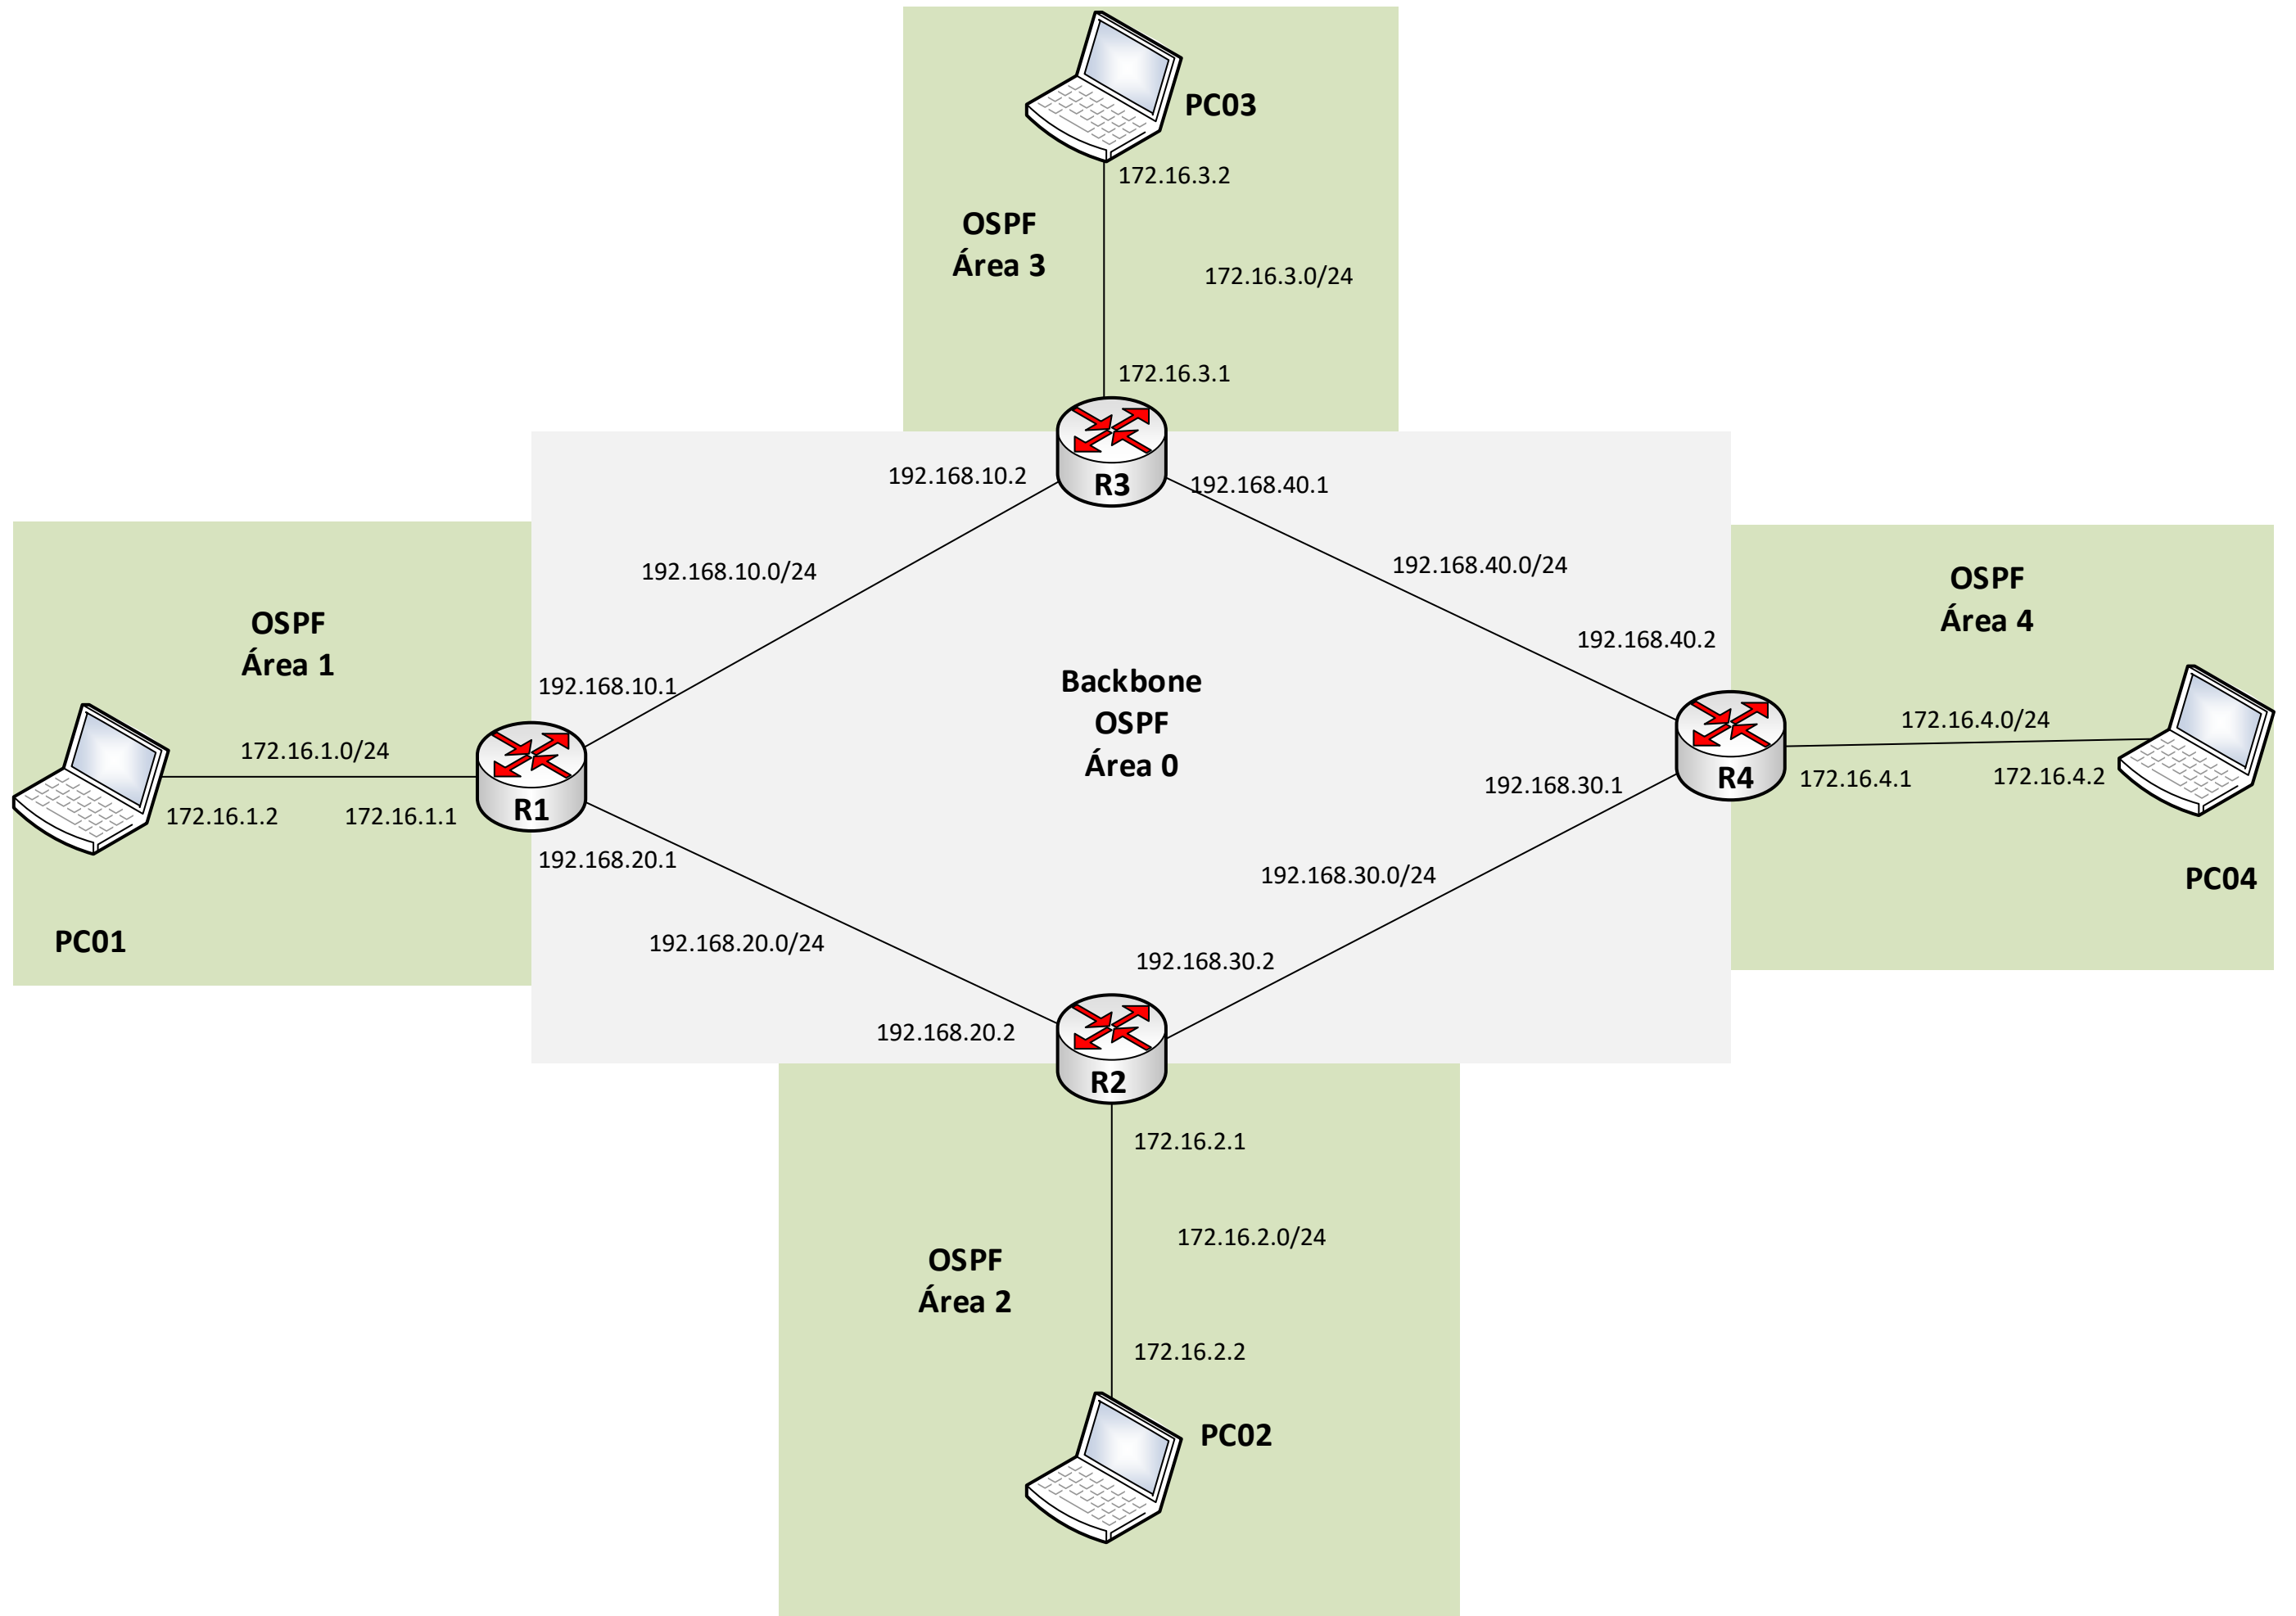 PC03
172.16.3.2
OSPF
Área 3
172.16.3.0/24
172.16.3.1
R3
192.168.10.2
192.168.40.1
192.168.10.0/24
192.168.40.0/24
OSPF
Área 4
OSPF
Área 1
192.168.40.2
192.168.10.1
Backbone
OSPF
Área 0
172.16.4.0/24
172.16.1.0/24
R4
172.16.4.1
172.16.4.2
192.168.30.1
R1
172.16.1.2
172.16.1.1
192.168.20.1
192.168.30.0/24
PC04
PC01
192.168.20.0/24
192.168.30.2
192.168.20.2
R2
172.16.2.1
172.16.2.0/24
OSPF
Área 2
172.16.2.2
PC02